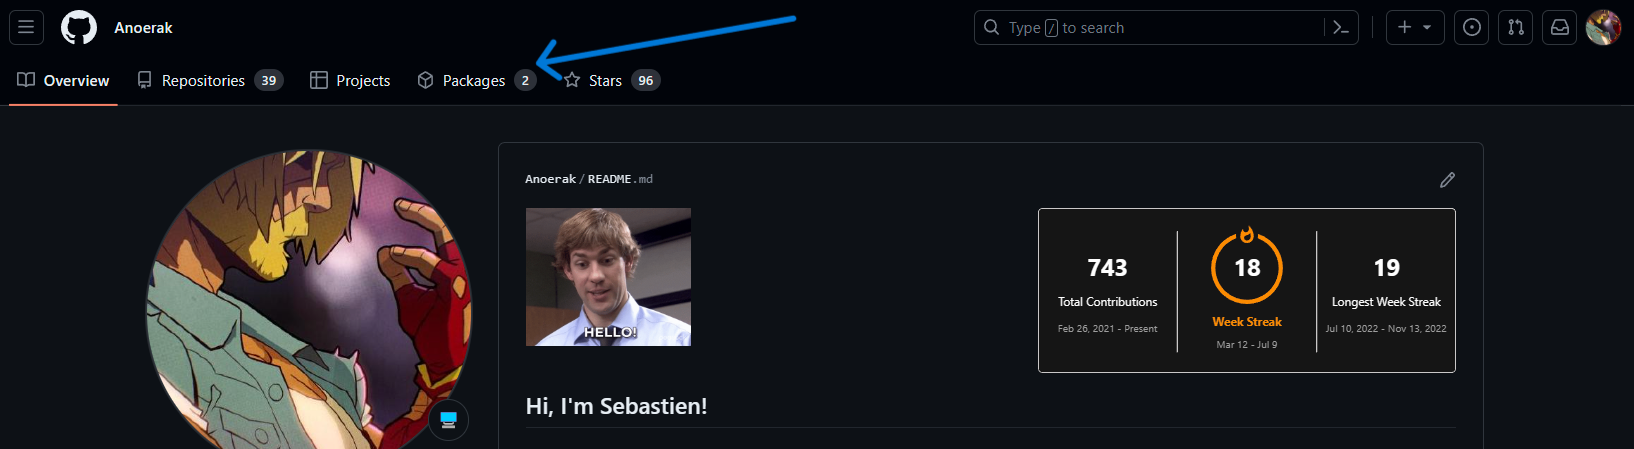 Anoerak
Type / to search
Overview
Repositories 39
Projects
Packages 2
Stars 96
Anoerak / README.md
HELLO!
743
Total Contributions
Feb 26, 2021 - Present
18
Week Streak
Mar 12 - Jul 9
19
Longest Week Streak
Jul 10, 2022 - Nov 13, 2022
Hi, I'm Sebastien!